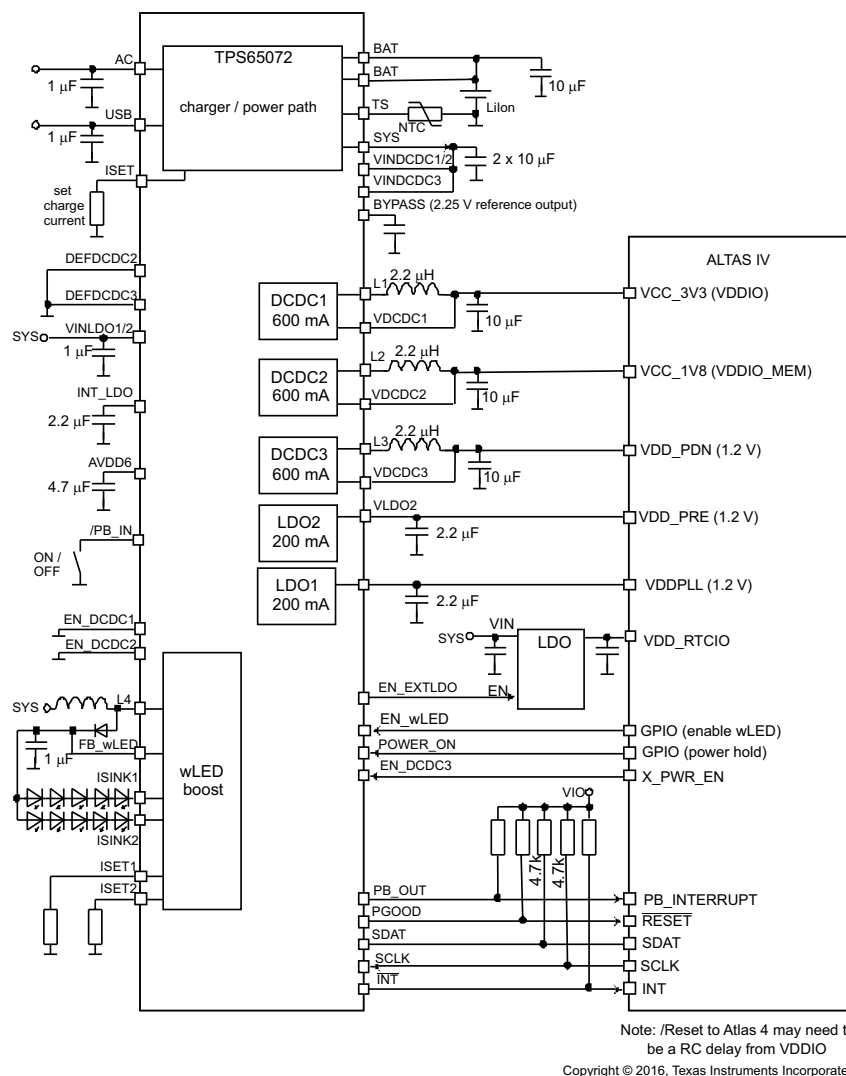 TPS65072
charger / power path
AC
1 μF
USB
1 μF
ISET
set
charge
current
BAT
BAT
10 μF
LiIon
TS
NTC
SYS
VINDCDC1/2
2 x 10 μF
VINDCDC3
BYPASS (2.25 V reference output)
DEFDCDC2
DEFDCDC3
SYS
VINLDO1/2
1 μF
INT_LDO
2.2 μF
AVDD6
4.7 μF
/PB_IN
ON /
OFF
EN_DCDC1
EN_DCDC2
SYS
L4
FB_wLED
1 μF
wLED
boost
ISINK1
ISINK2
ISET1
ISET2
DCDC1
600 mA
L1
2.2 μH
VDCDC1
10 μF
DCDC2
600 mA
L2
2.2 μH
VDCDC2
10 μF
DCDC3
600 mA
L3
2.2 μH
VDCDC3
10 μF
LDO2
200 mA
VLDO2
2.2 μF
LDO1
200 mA
2.2 μF
SYS
VIN
LDO
EN_EXTLDO
EN
EN_wLED
POWER_ON
EN_DCDC3
VIO
4.7k
4.7k
PB_OUT
PGOOD
SDAT
SCLK
INT
ALTAS IV
VCC_3V3 (VDDIO)
VCC_1V8 (VDDIO_MEM)
VDD_PDN (1.2 V)
VDD_PRE (1.2 V)
VDDPLL (1.2 V)
VDD_RTCIO
GPIO (enable wLED)
GPIO (power hold)
X_PWR_EN
PB_INTERRUPT
RESET
SDAT
SCLK
INT
Note: /Reset to Atlas 4 may need t
be a RC delay from VDDIO
Copyright © 2016, Texas Instruments Incorporate